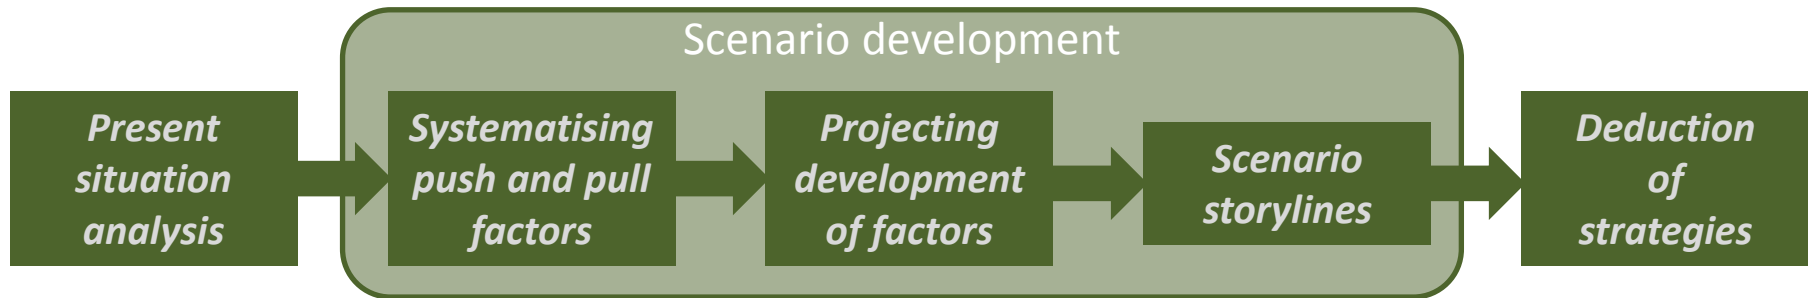 Scenario development
Present
situation
analysis
Systematising
push and pull
factors
Projecting
development
of factors
Scenario
storylines
Deduction
of
strategies